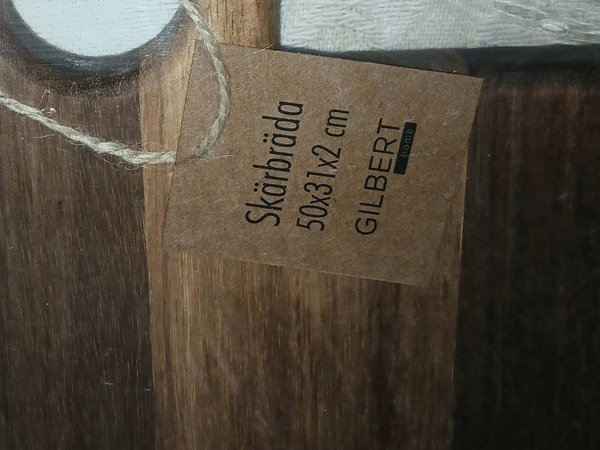 Skärbräda
50x31x2 cm
GILBERT
home